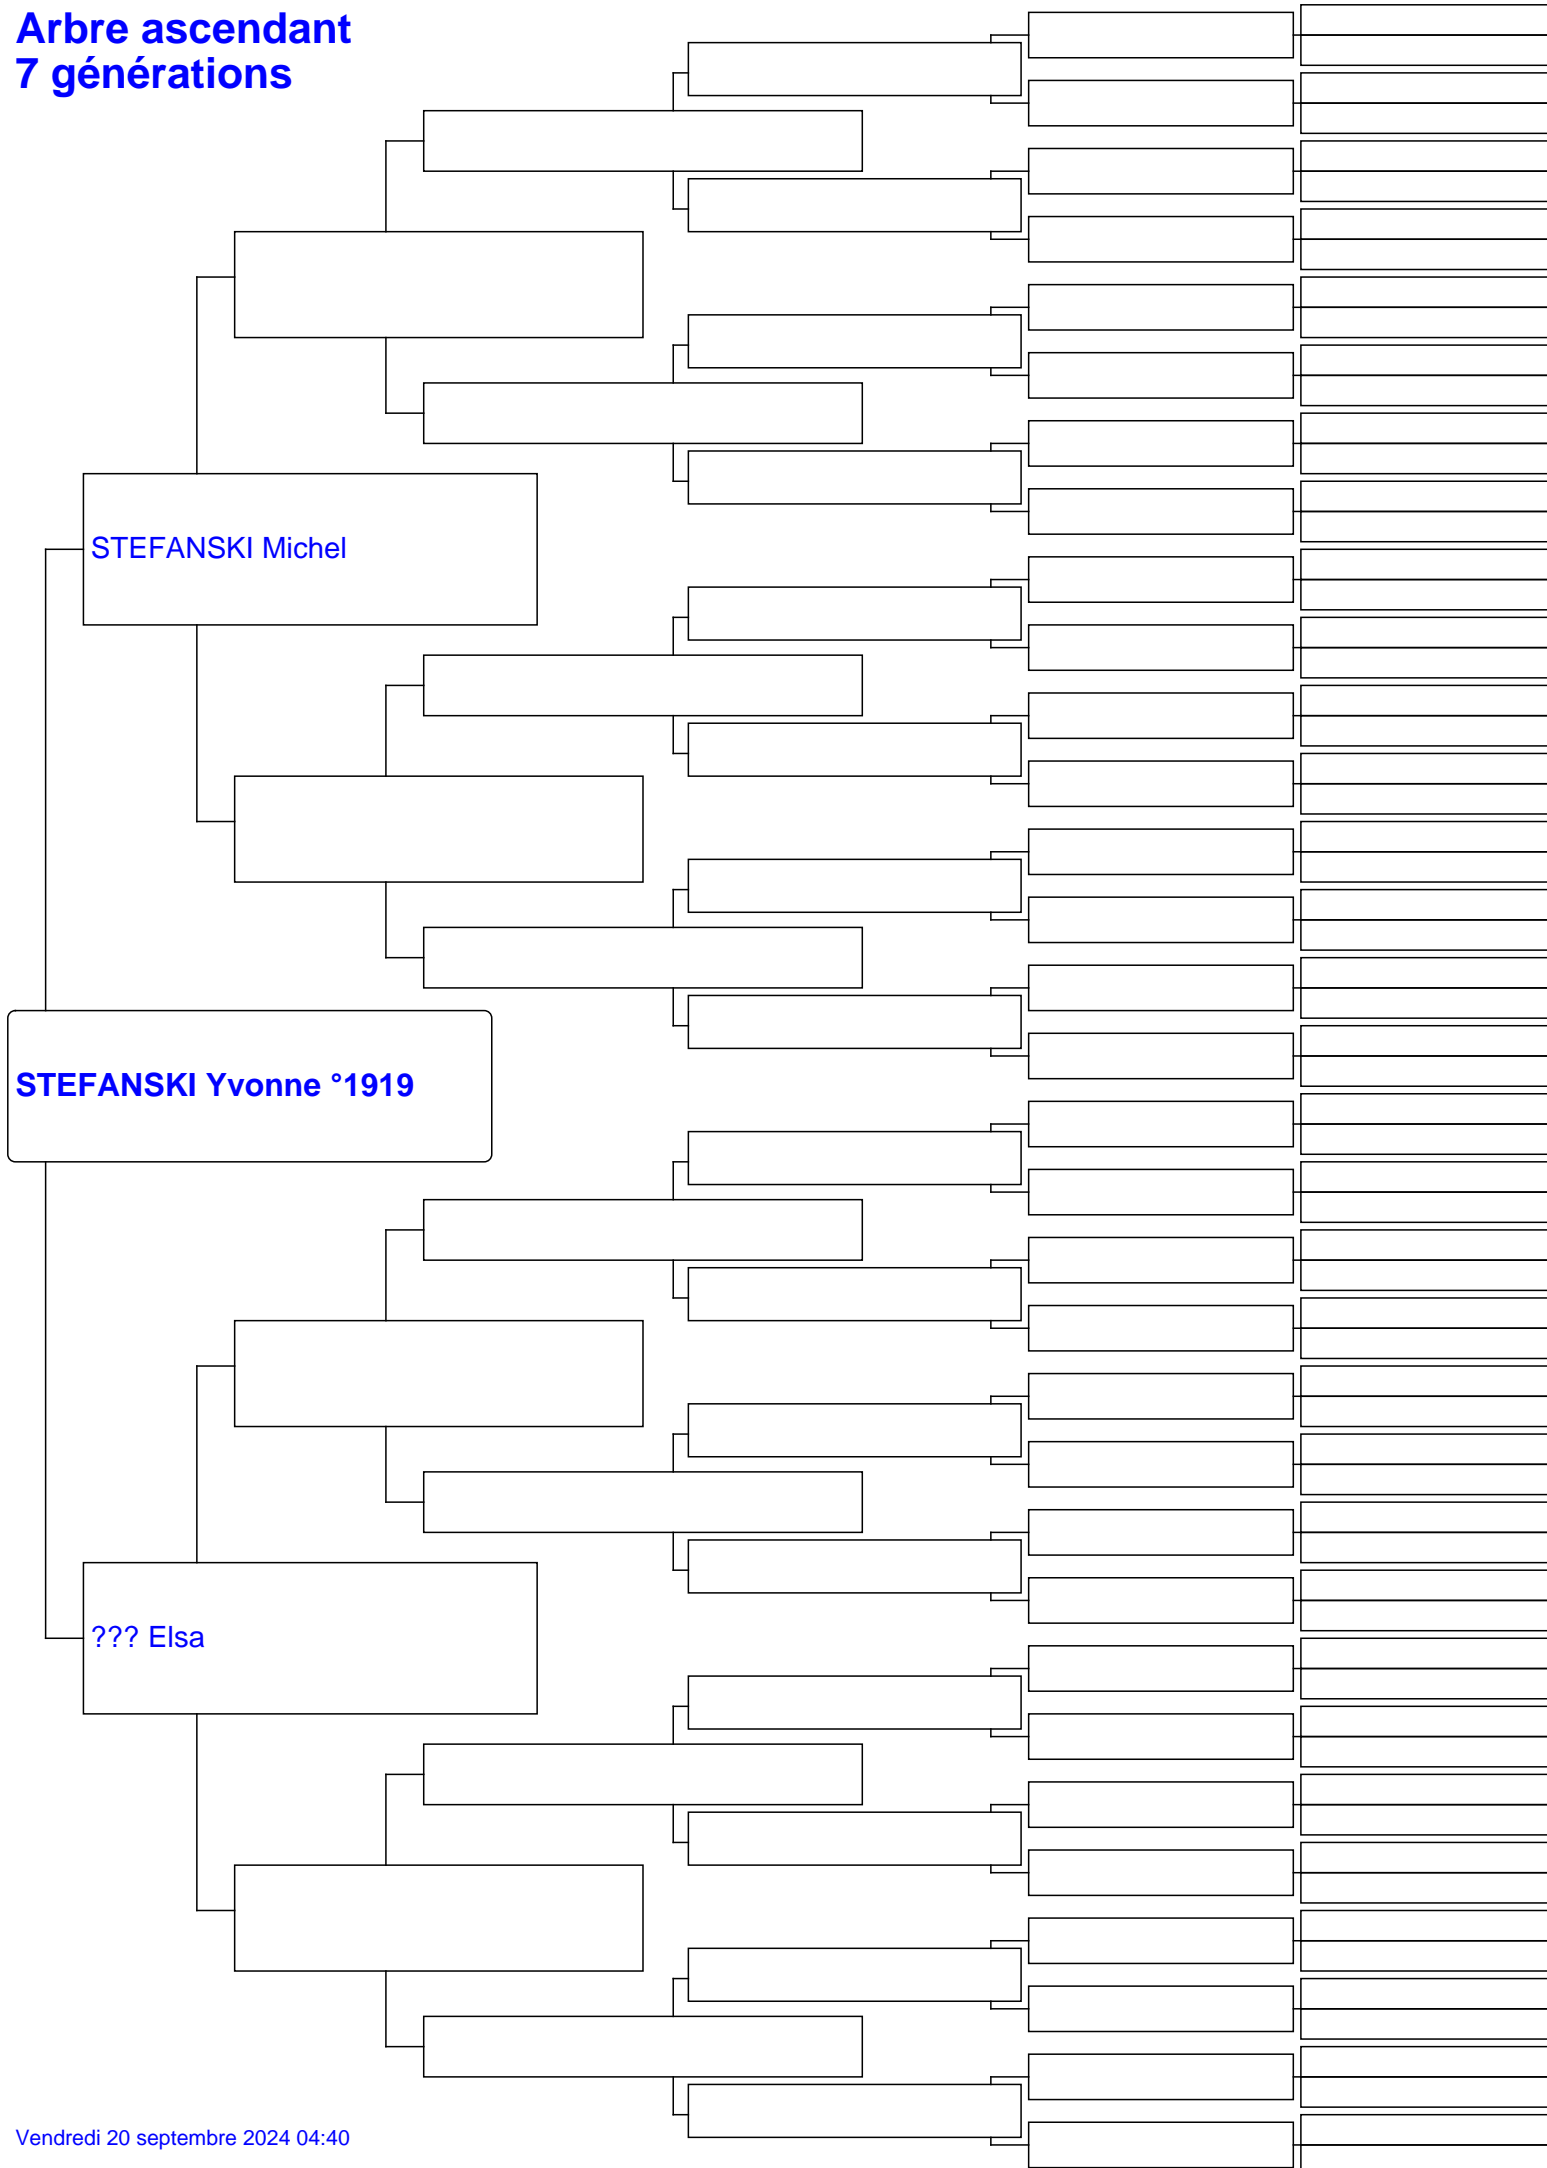 Arbre ascendant
7 générations
STEFANSKI Michel
STEFANSKI Yvonne °1919
??? Elsa
Vendredi 20 septembre 2024 04:40